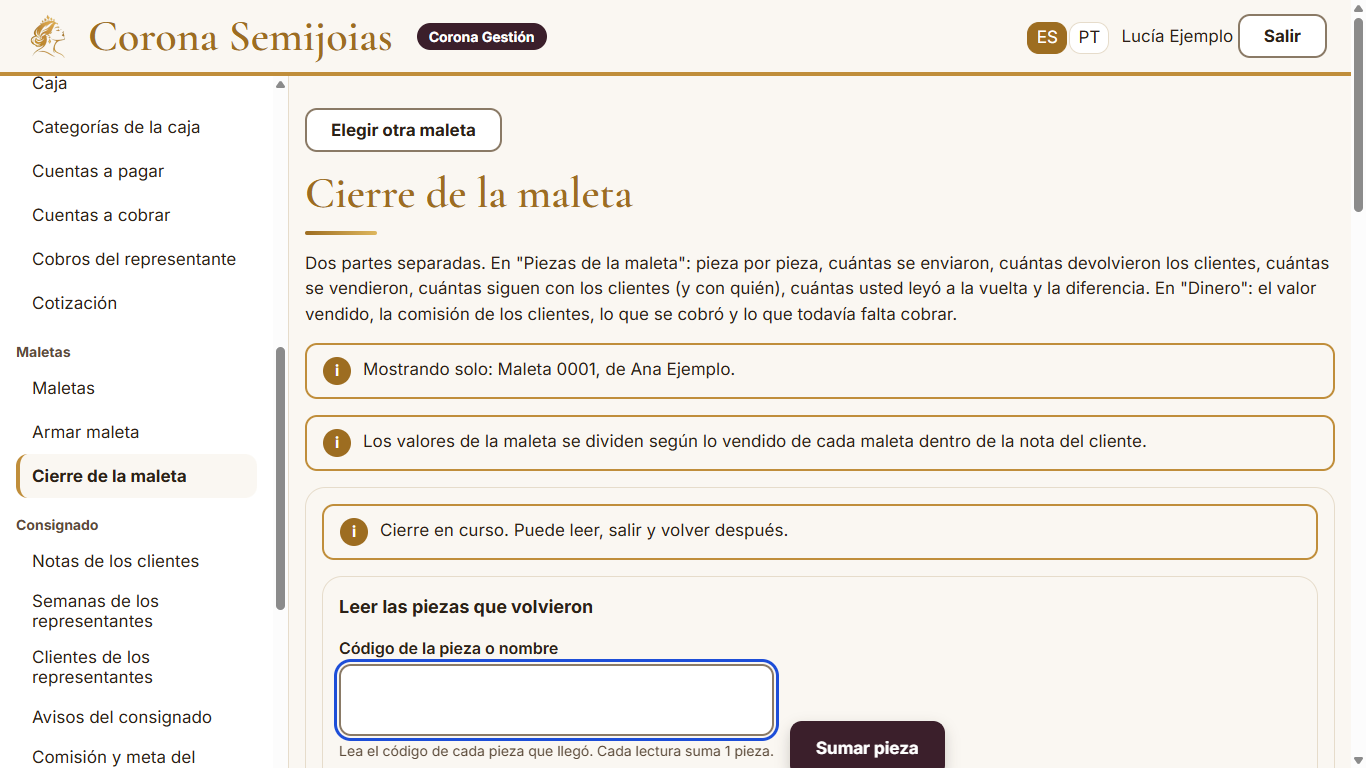 Corona Semijoias
Corona Gestión
ES
PT
Lucía Ejemplo
Salir
Caja
Categorías de la caja
Cuentas a pagar
Cuentas a cobrar
Cobros del representante
Cotización
Maletas
Maletas
Armar maleta
Cierre de la maleta
Consignado
Notas de los clientes
Semanas de los
representantes
Clientes de los
representantes
Avisos del consignado
Comisión y meta del
Elegir otra maleta
Cierre de la maleta
Dos partes separadas. En "Piezas de la maleta": pieza por pieza, cuántas se enviaron, cuántas devolvieron los clientes, cuántas
se vendieron, cuántas siguen con los clientes (y con quién), cuántas usted leyó a la vuelta y la diferencia. En "Dinero": el valor
vendido, la comisión de los clientes, lo que se cobró y lo que todavía falta cobrar.
i Mostrando solo: Maleta 0001, de Ana Ejemplo.
i Los valores de la maleta se dividen según lo vendido de cada maleta dentro de la nota del cliente.
i Cierre en curso. Puede leer, salir y volver después.
Leer las piezas que volvieron
Código de la pieza o nombre
Lea el código de cada pieza que llegó. Cada lectura suma 1 pieza.
Sumar pieza